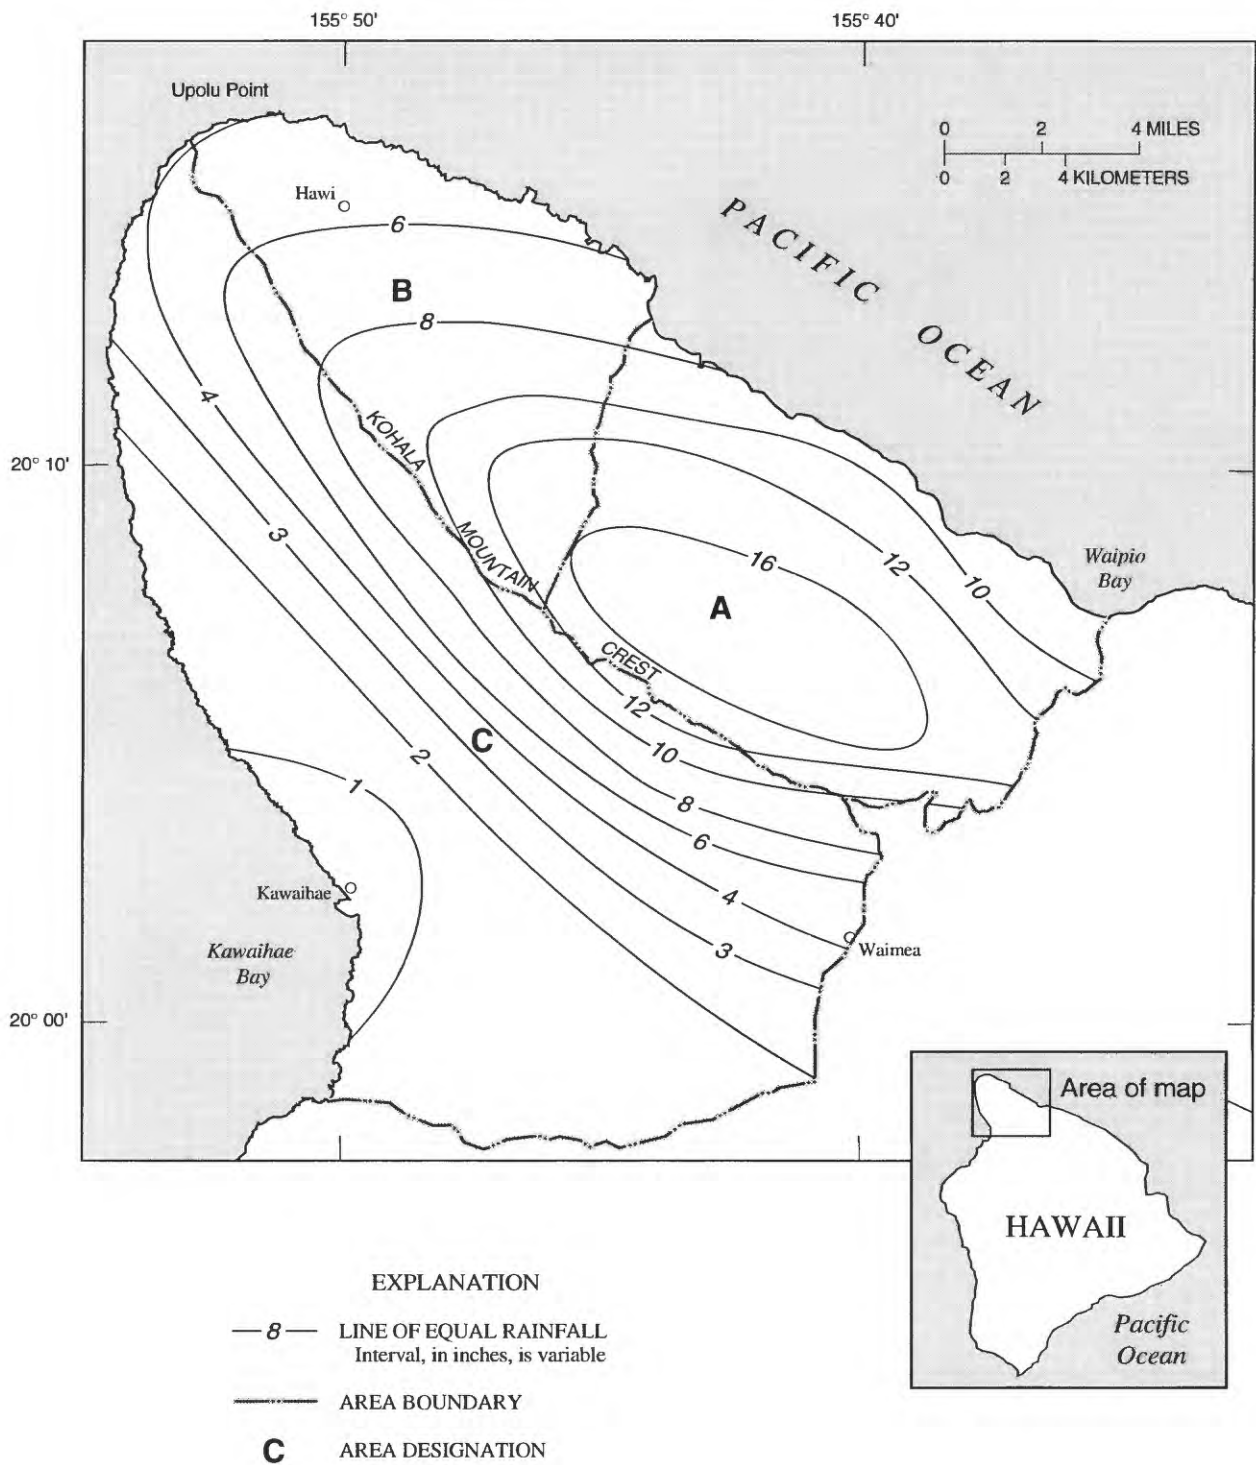 155° 50'
155° 40'
Upolu Point
0 2 4 MILES
0 2 4 KILOMETERS
Hawi
PACIFIC
OCEAN
6
B
8
4
KOHALA
20° 10'
3
MOUNTAIN
16
12
10
Waipio
Bay
A
CREST
12
C
2
10
1
8
6
Kawaihae
4
Waimea
3
Kawaihae
Bay
20° 00'
Area of map
HAWAII
Pacific
Ocean
EXPLANATION
8 LINE OF EQUAL RAINFALL
Interval, in inches, is variable
AREA BOUNDARY
C AREA DESIGNATION